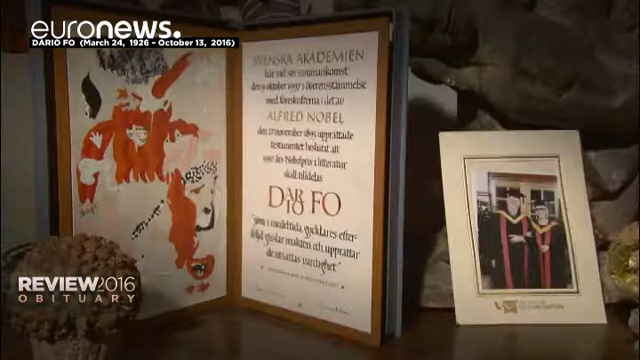 euronews.
DARIO FO (March 24, 1926 - October 13, 2016)
SVENSKA AKADEMIEN
har vid sin sammankomst
den 9 oktober 1997 i överensstämmelse
med föreskrifterna i det av
ALFRED NOBEL
den 27 november 1895 upprättade
testamentet beslutat att
1997 års Nobelpris i litteratur
skall tilldelas
DARIO FO
"som i medeltida gycklares efter-
följd gisslar makten och upprättar
de utsattas värdighet"
REVIEW2016
OBITUARY